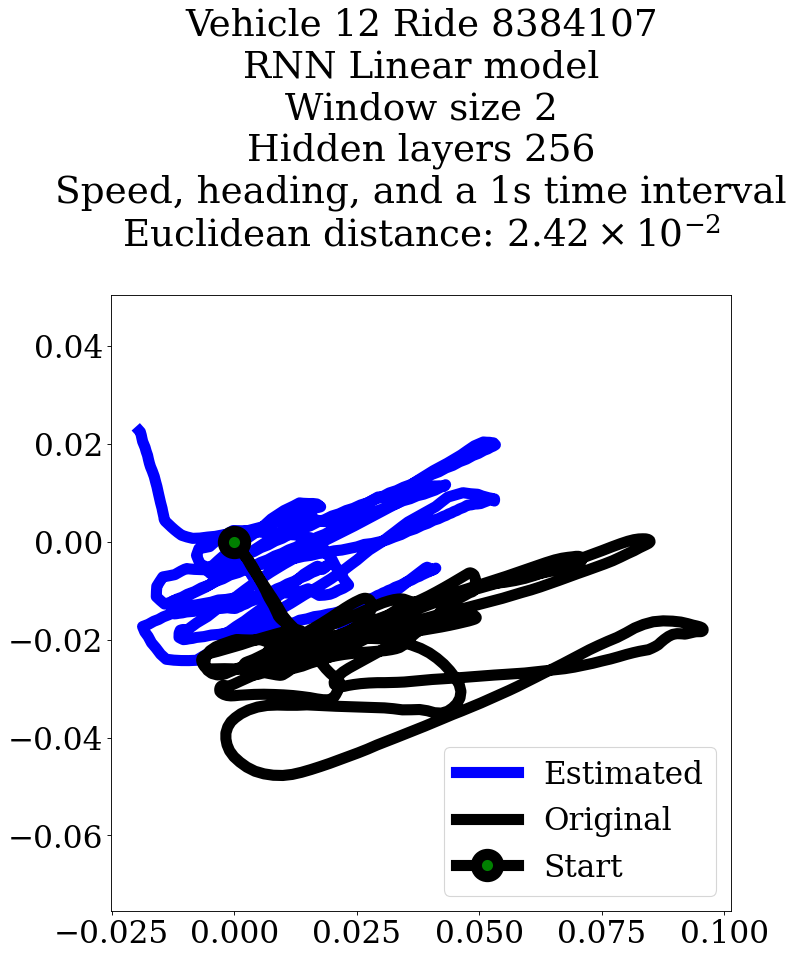 Vehicle 12 Ride 8384107
RNN Linear model
Window size 2
Hidden layers 256
Speed, heading, and a 1s time interval
Euclidean distance: 2.42 × 10⁻²
0.04
0.02
0.00
−0.02
−0.04
−0.06
Estimated
Original
Start
−0.025 0.000 0.025 0.050 0.075 0.100